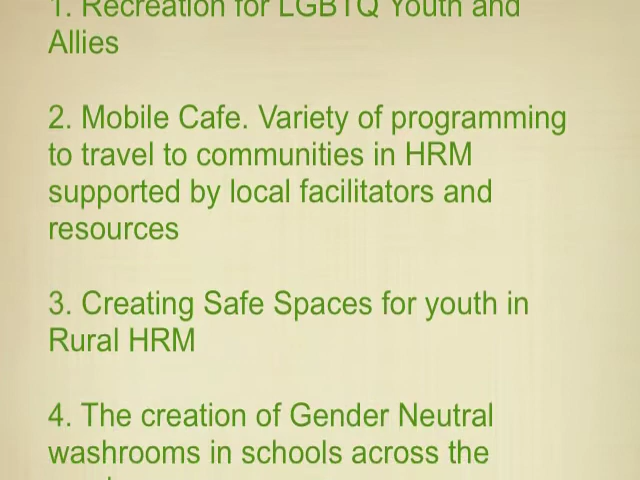 1. Recreation for LGBTQ Youth and
Allies
2. Mobile Cafe. Variety of programming
to travel to communities in HRM
supported by local facilitators and
resources
3. Creating Safe Spaces for youth in
Rural HRM
4. The creation of Gender Neutral
washrooms in schools across the